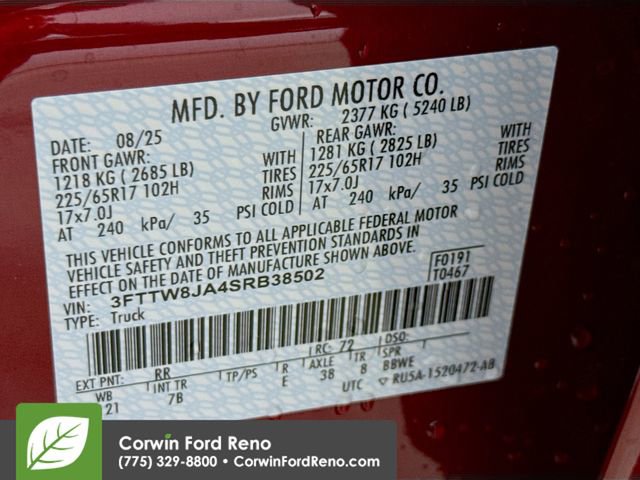 MFD. BY FORD MOTOR CO.
DATE: 08/25 GVWR: 2377 KG ( 5240 LB)
FRONT GAWR: WITH REAR GAWR: WITH
1218 KG ( 2685 LB) TIRES 1281 KG ( 2825 LB) TIRES
225/65R17 102H RIMS 225/65R17 102H RIMS
17x7.0J 17x7.0J
AT 240 kPa/ 35 PSI COLD AT 240 kPa/ 35 PSI COLD
THIS VEHICLE CONFORMS TO ALL APPLICABLE FEDERAL MOTOR
VEHICLE SAFETY AND THEFT PREVENTION STANDARDS IN
EFFECT ON THE DATE OF MANUFACTURE SHOWN ABOVE.
VIN: 3FTTW8JA4SRB38502 F0191
TYPE: Truck T0467
EXT PNT: RR RC: 72 DSO:
WB INT TR TP/PS R AXLE TR SPR
21 7B E 38 8 BBWE
UTC ▽ RU5A-1520472-AB
Corwin Ford Reno
(775) 329-8800 • CorwinFordReno.com